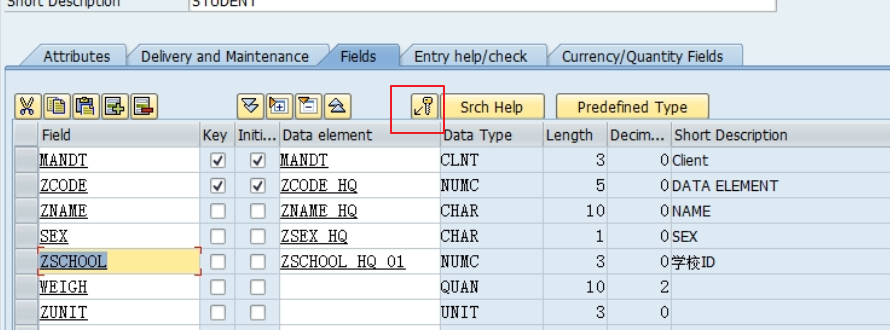 Short Description STUDENT
Attributes Delivery and Maintenance Fields Entry help/check Currency/Quantity Fields
Srch Help Predefined Type
Field Key Initi... Data element Data Type Length Decim... Short Description
MANDT MANDT CLNT 3 0 Client
ZCODE ZCODE_HQ NUMC 5 0 DATA ELEMENT
ZNAME ZNAME_HQ CHAR 10 0 NAME
SEX ZSEX_HQ CHAR 1 0 SEX
ZSCHOOL ZSCHOOL_HQ_01 NUMC 3 0 学校ID
WEIGH QUAN 10 2
ZUNIT UNIT 3 0